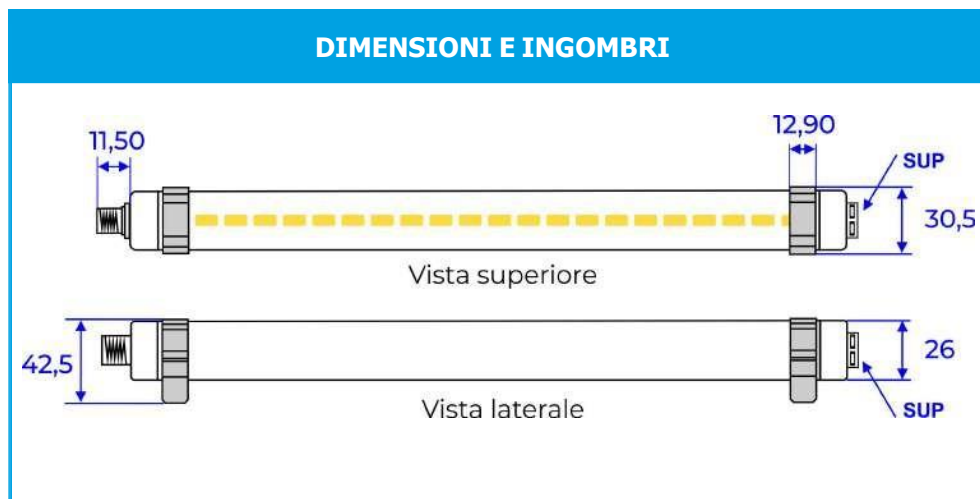 DIMENSIONI E INGOMBRI
11,50
12,90
SUP
30,5
Vista superiore
42,5
26
Vista laterale
SUP